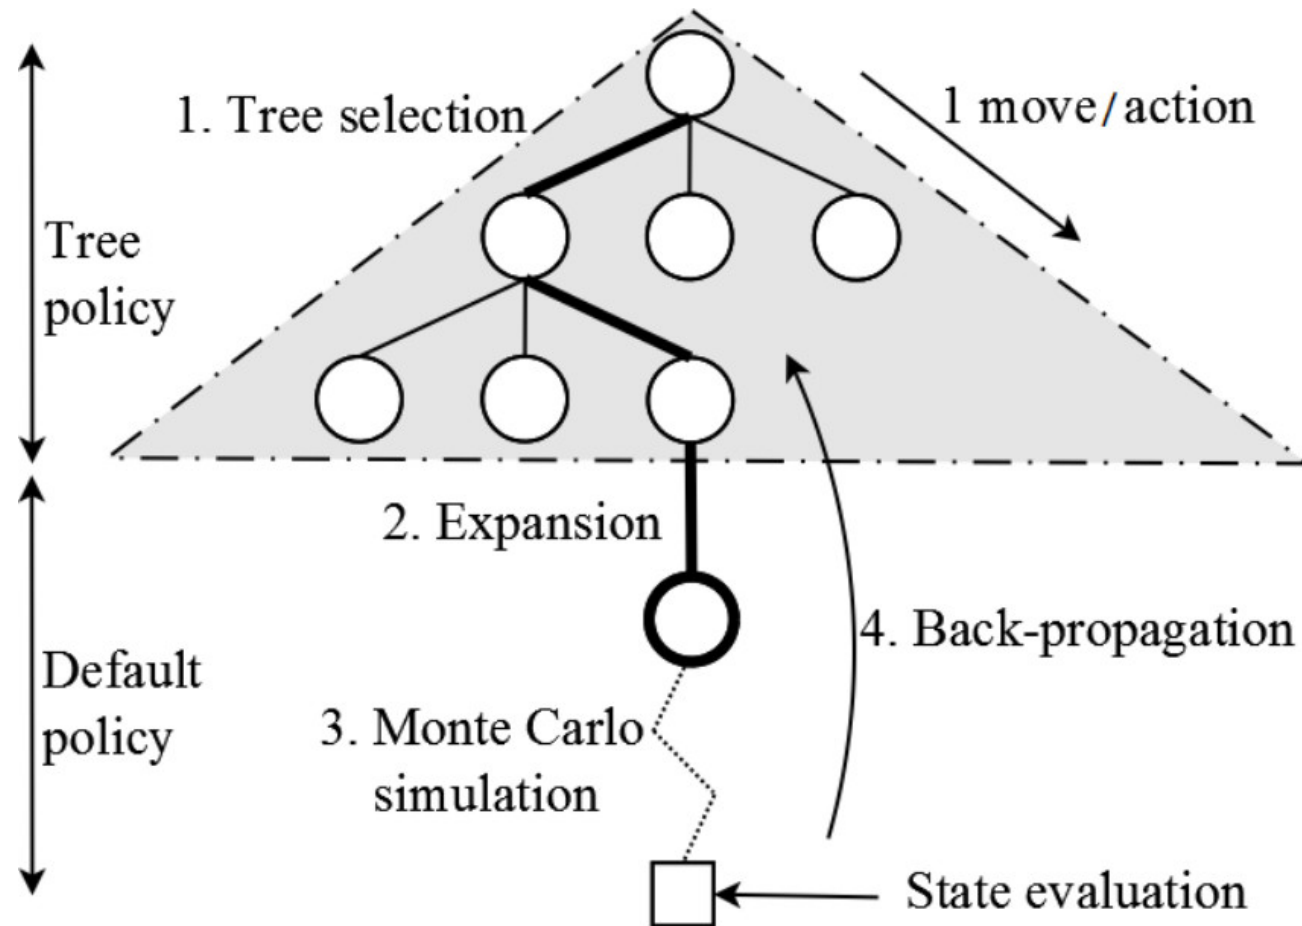 1. Tree selection
1 move/action
Tree
policy
2. Expansion
4. Back-propagation
Default
policy
3. Monte Carlo
simulation
State evaluation